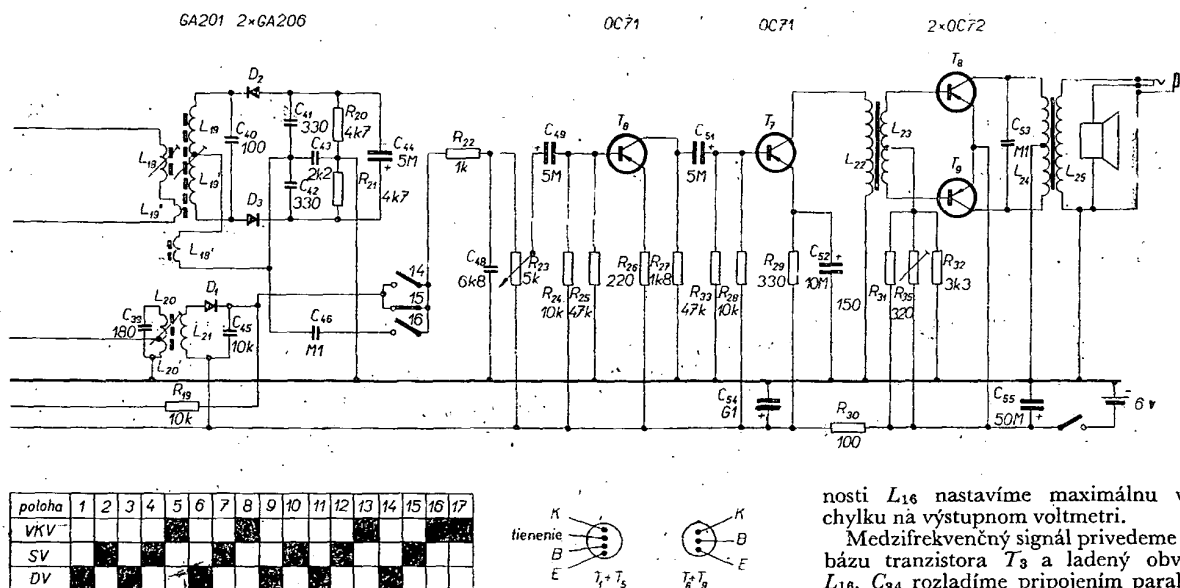 GA201 2×GA206 OC71 OC71 2×OC72
D2
C41
330
R20
4k7
L19
C40
100
C43
2k2
C44
5M
L18
L19'
C42
330
R21
4k7
D3
L19"
L18'
R22
1k
C49
5M
T6
C51
5M
T7
T8
L23
L22
C53
M1
L24
L25
T9
14
15
16
C48
6k8
R23
5k
R24
10k
R25
47k
R26
220
R27
1k8
R33
47k
R28
10k
R29
330
C52
10M
150
R31
R35
320
R32
3k3
L20
D1
C39
180
L21
C45
10k
L20'
C46
M1
R19
10k
C54
G1
R30
100
C55
50M
6 v
poloha 1 2 3 4 5 6 7 8 9 10 11 12 13 14 15 16 17
VKV
SV
DV
K
tienenie
B
E
T1÷T5
K
B
E
T6÷T9
nosti L16 nastavíme maximálnu v
chylku na výstupnom voltmetri.
Medzifrekvenčný signál privedeme
bázu tranzistora T3 a ladený obv
L16, C34 rozladíme pripojením paral